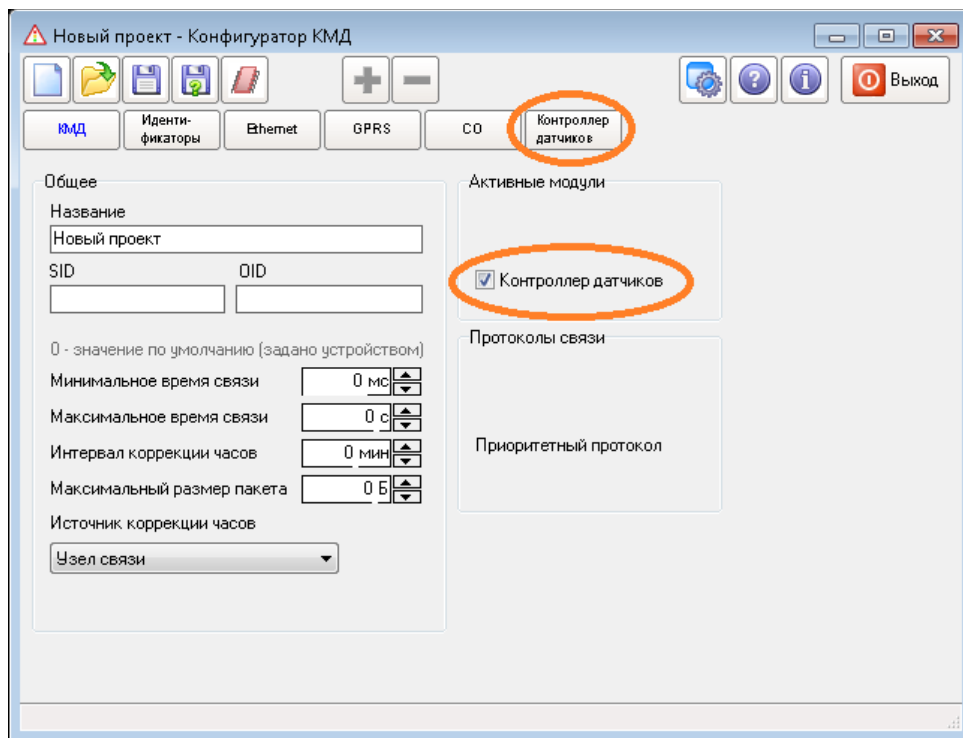 Новый проект - Конфигуратор КМД
Выход
КМД
Иденти-
фикаторы
Ethernet
GPRS
СО
Контроллер
датчиков
Общее
Название
Новый проект
SID
OID
0 - значение по умолчанию (задано устройством)
Минимальное время связи
0 мс
Максимальное время связи
0 с
Интервал коррекции часов
0 мин
Максимальный размер пакета
0 Б
Источник коррекции часов
Узел связи
Активные модули
Контроллер датчиков
Протоколы связи
Приоритетный протокол